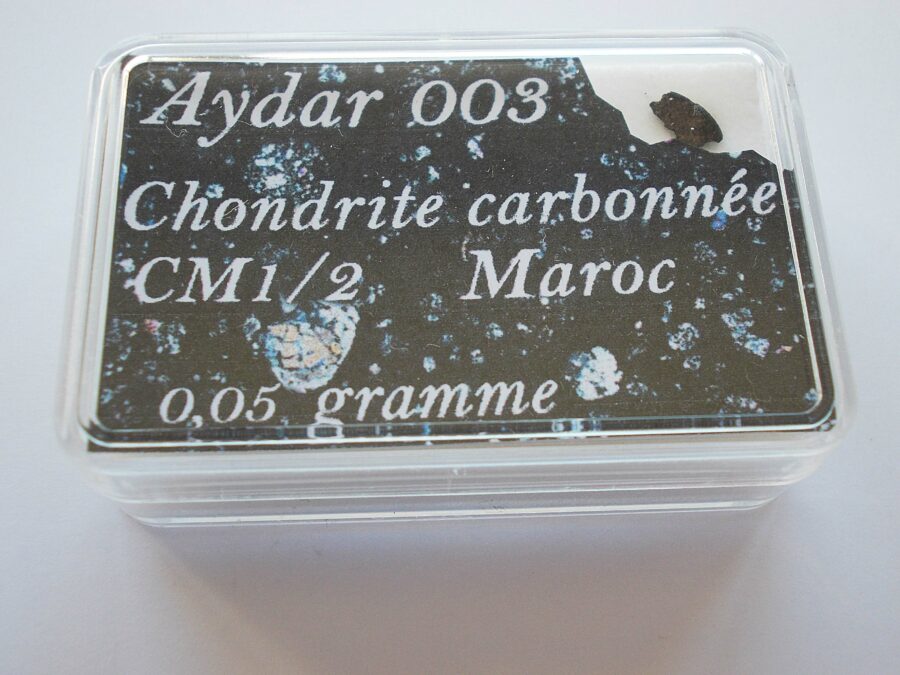 Aydar 003
Chondrite carbonnée
CM1/2 Maroc
0,05 gramme